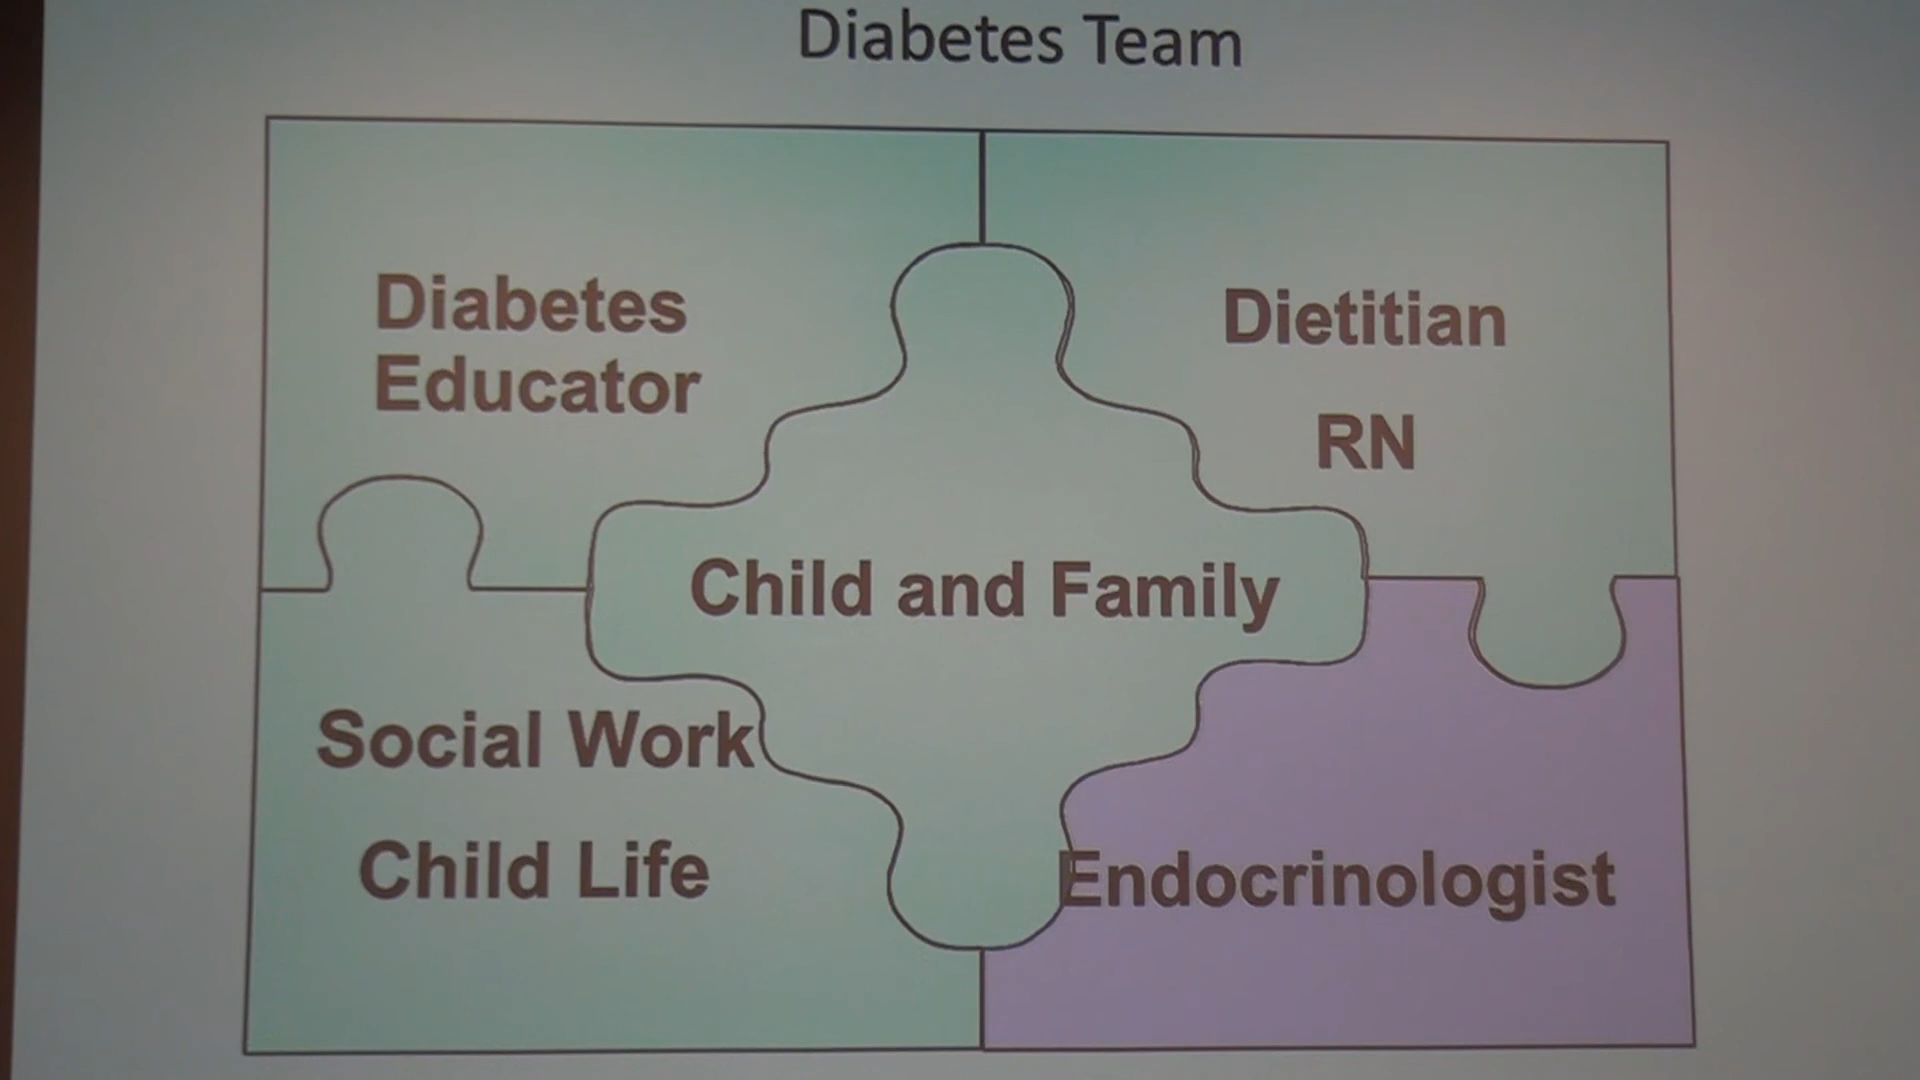 Diabetes Team
Diabetes
Educator
Dietitian
RN
Child and Family
Social Work
Child Life
Endocrinologist